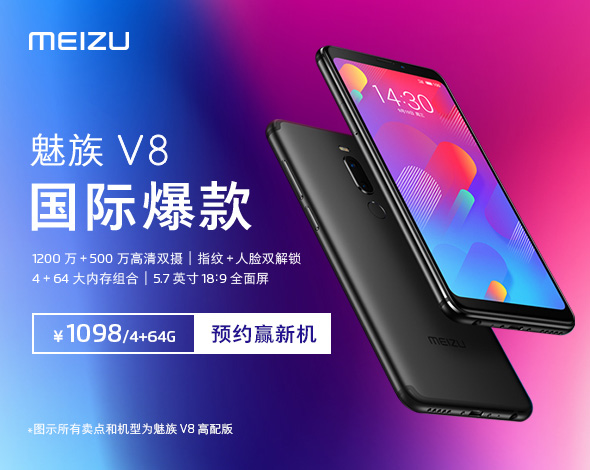 MEIZU
魅族 V8
国际爆款
1200 万+500 万高清双摄｜指纹+人脸双解锁
4+64 大内存组合｜5.7 英寸 18:9 全面屏
¥1098/4+64G 预约赢新机
*图示所有卖点和机型为魅族 V8 高配版
14:30
MEIZU